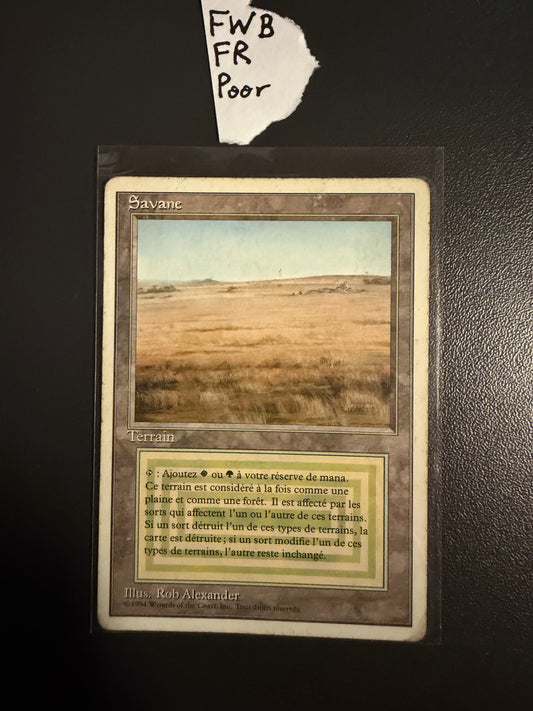 FWB
FR
Poor
Savane
Terrain
: Ajoutez ou à votre réserve de mana.
Ce terrain est considéré à la fois comme une
plaine et comme une forêt. Il est affecté par les
sorts qui affectent l'un ou l'autre de ces terrains.
Si un sort détruit l'un de ces types de terrains, la
carte est détruite ; si un sort modifie l'un de ces
types de terrains, l'autre reste inchangé.
Illus. Rob Alexander
©1994 Wizards of the Coast, Inc. Tous droits réservés.